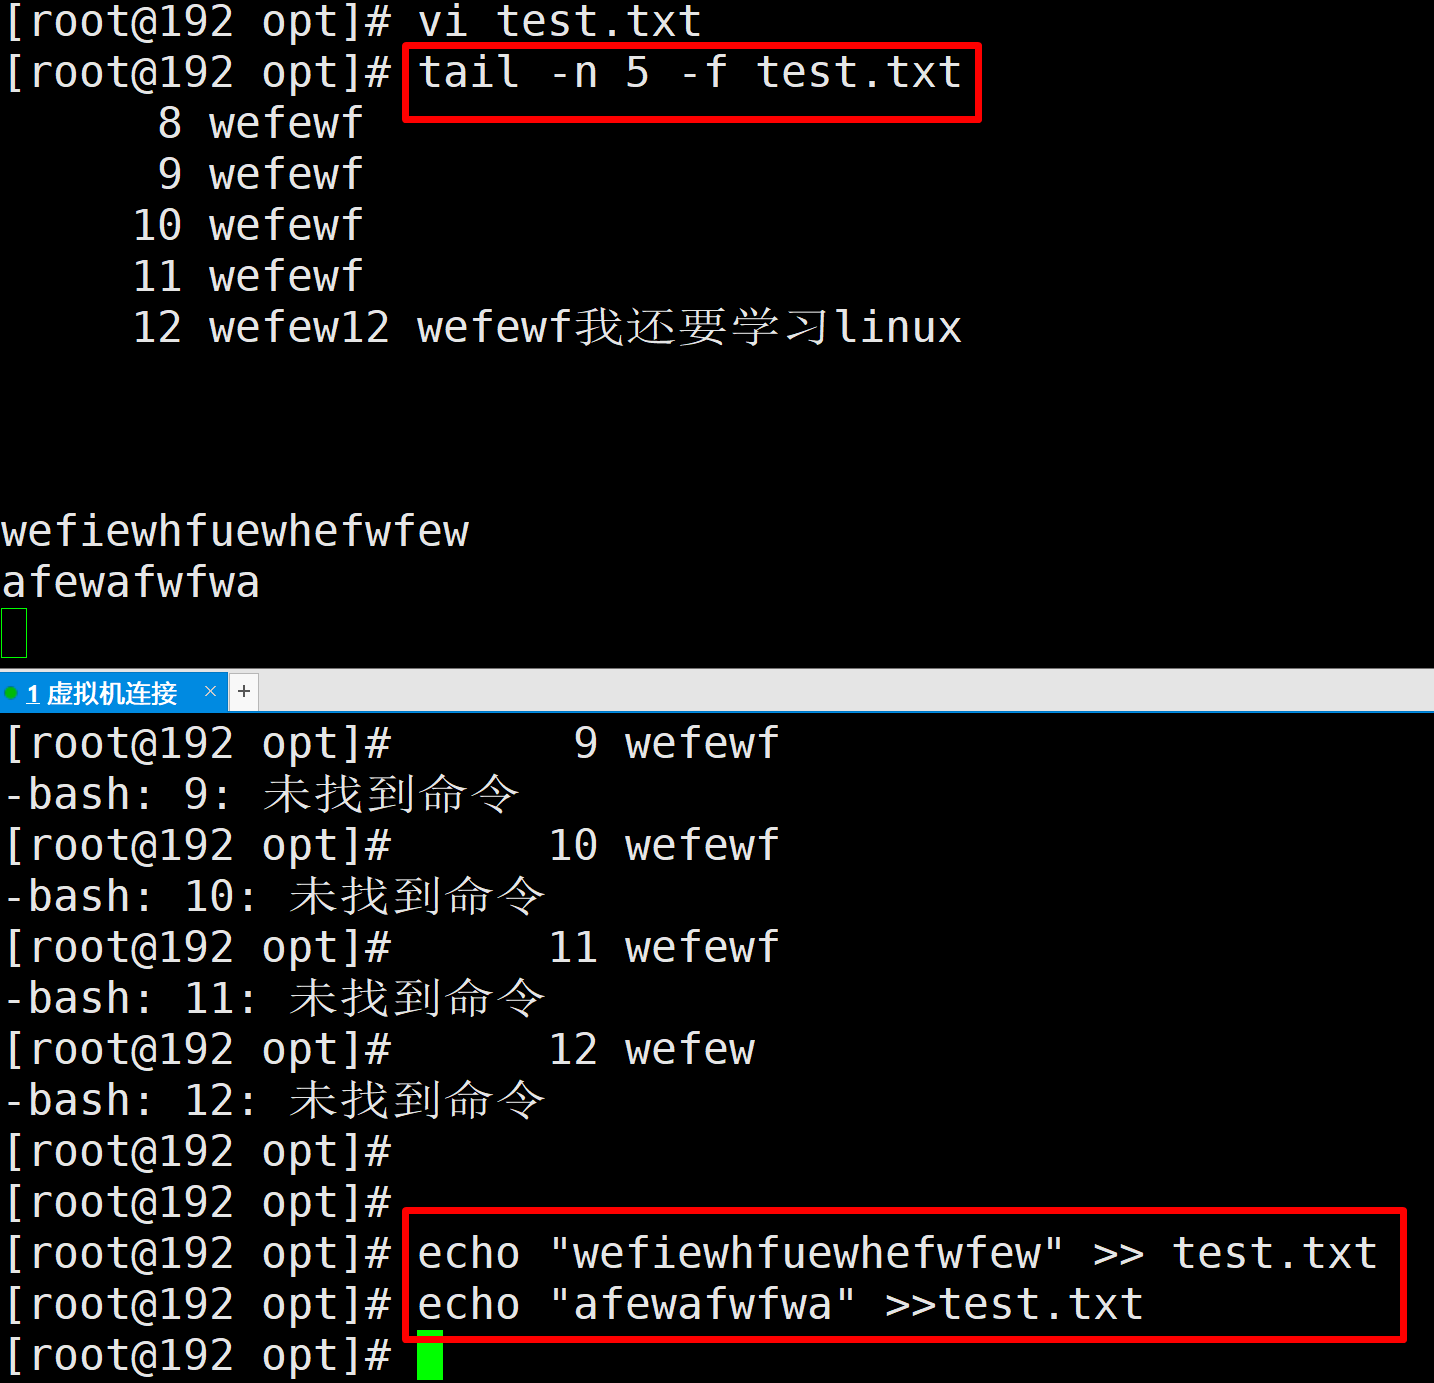 [root@192 opt]# vi test.txt
[root@192 opt]# tail -n 5 -f test.txt
8 wefewf
9 wefewf
10 wefewf
11 wefewf
12 wefew12 wefewf我还要学习linux
wefiewhfuewhefwfew
afewafwfwa
1 虚拟机连接 × +
[root@192 opt]# 9 wefewf
-bash: 9: 未找到命令
[root@192 opt]# 10 wefewf
-bash: 10: 未找到命令
[root@192 opt]# 11 wefewf
-bash: 11: 未找到命令
[root@192 opt]# 12 wefew
-bash: 12: 未找到命令
[root@192 opt]#
[root@192 opt]#
[root@192 opt]# echo "wefiewhfuewhefwfew" >> test.txt
[root@192 opt]# echo "afewafwfwa" >>test.txt
[root@192 opt]#